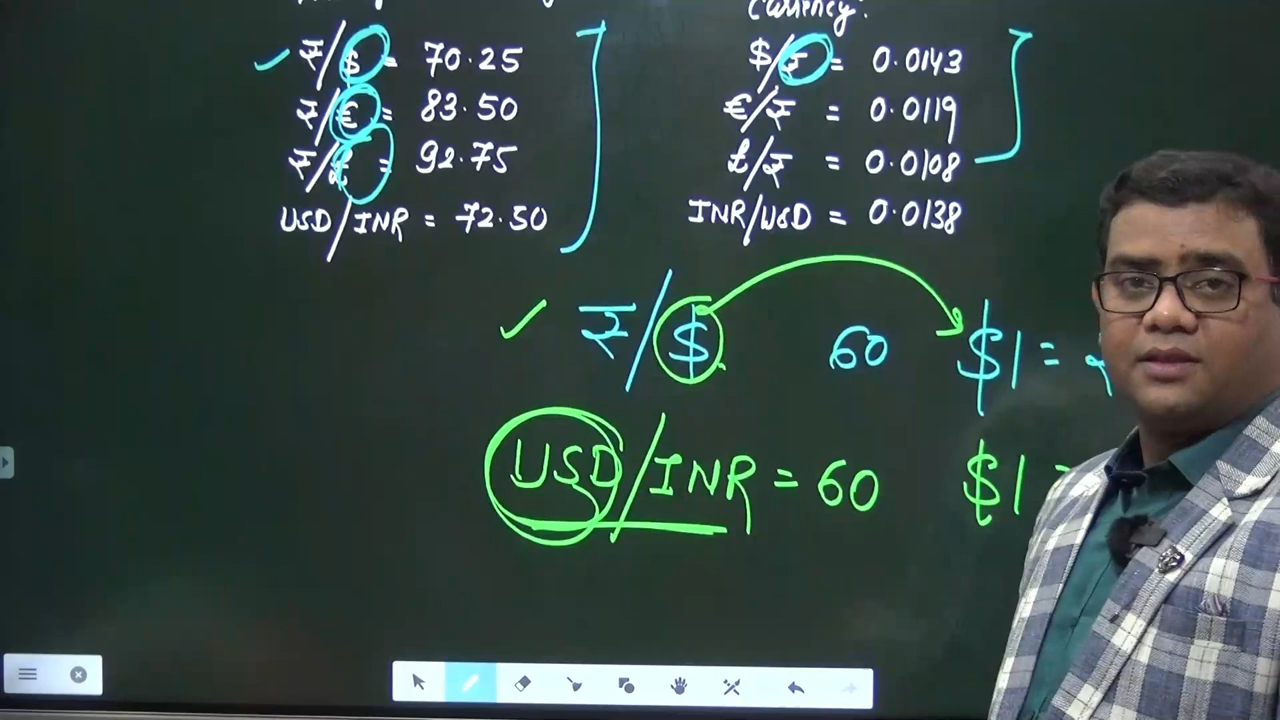 Currency:
₹/$ = 70.25
₹/€ = 83.50
₹/£ = 92.75
USD/INR = 72.50
$/₹ = 0.0143
€/₹ = 0.0119
£/₹ = 0.0108
INR/USD = 0.0138
₹/$ 60 $1 = ₹
USD/INR = 60 $1 =